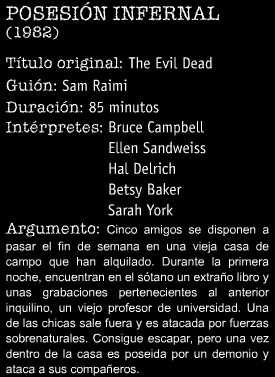 POSESIÓN INFERNAL
(1982)
Título original: The Evil Dead
Guión: Sam Raimi
Duración: 85 minutos
Intérpretes: Bruce Campbell
Ellen Sandweiss
Hal Delrich
Betsy Baker
Sarah York
Argumento: Cinco amigos se disponen a
pasar el fin de semana en una vieja casa de
campo que han alquilado. Durante la primera
noche, encuentran en el sótano un extraño libro y
unas grabaciones pertenecientes al anterior
inquilino, un viejo profesor de universidad. Una
de las chicas sale fuera y es atacada por fuerzas
sobrenaturales. Consigue escapar, pero una vez
dentro de la casa es poseida por un demonio y
ataca a sus compañeros.